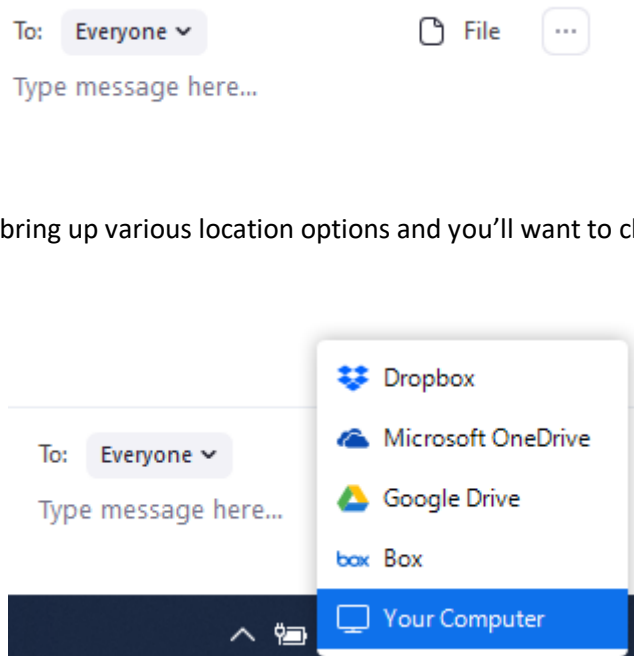 To: Everyone File ...
Type message here...
bring up various location options and you’ll want to
Dropbox
Microsoft OneDrive
To: Everyone
Google Drive
Type message here...
box Box
Your Computer